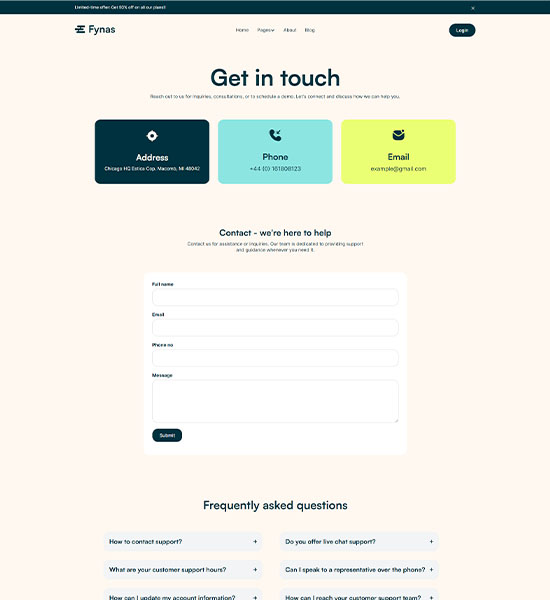 Limited-time offer: Get 50% off on all our plans!!
Fynas
Home Pages About Blog
Login
Get in touch
Reach out to us for inquiries, consultations, or to schedule a demo. Let's connect and discuss how we can help you.
Address
Chicago HQ Estica Cop. Macomb, MI 48042
Phone
+44 (0) 161808123
Email
example@gmail.com
Contact - we're here to help
Contact us for assistance or inquiries. Our team is dedicated to providing support
and guidance whenever you need it.
Full name
Email
Phone no
Message
Submit
Frequently asked questions
How to contact support? +
Do you offer live chat support? +
What are your customer support hours? +
Can I speak to a representative over the phone? +
How can I update my account information? +
How can I reach your customer support team? +